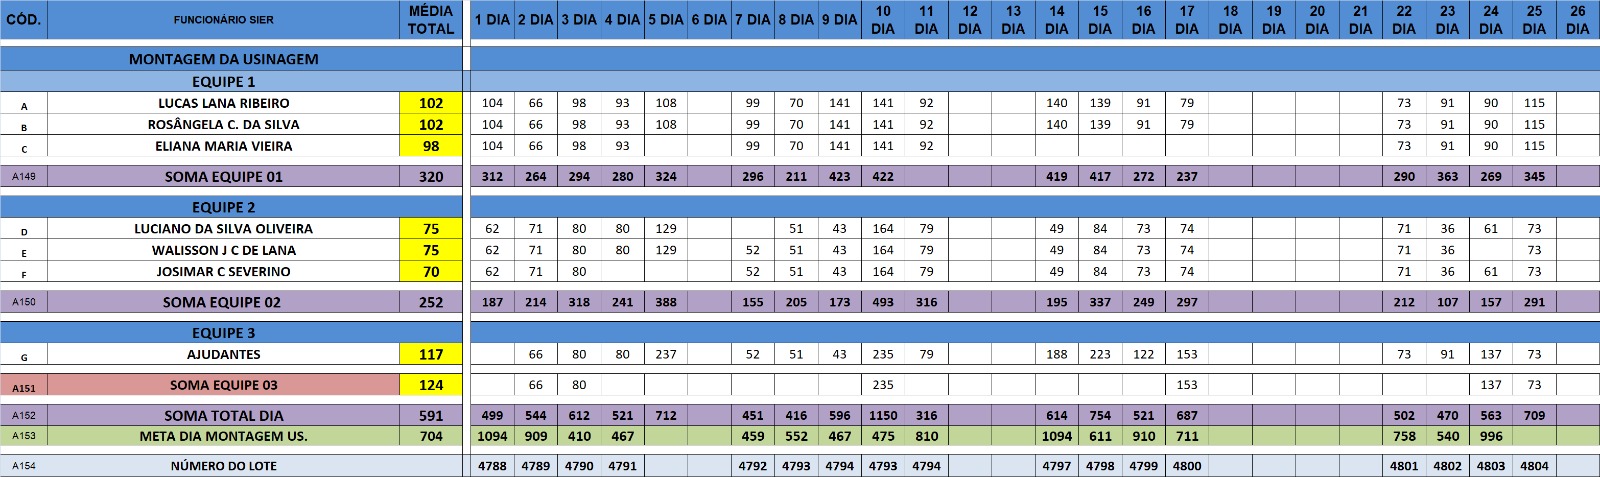 CÓD. FUNCIONÁRIO SIER MÉDIA TOTAL 1 DIA 2 DIA 3 DIA 4 DIA 5 DIA 6 DIA 7 DIA 8 DIA 9 DIA 10 DIA 11 DIA 12 DIA 13 DIA 14 DIA 15 DIA 16 DIA 17 DIA 18 DIA 19 DIA 20 DIA 21 DIA 22 DIA 23 DIA 24 DIA 25 DIA 26 DIA
MONTAGEM DA USINAGEM
EQUIPE 1
A LUCAS LANA RIBEIRO 102 104 66 98 93 108 99 70 141 141 92 140 139 91 79 73 91 90 115
B ROSÂNGELA C. DA SILVA 102 104 66 98 93 108 99 70 141 141 92 140 139 91 79 73 91 90 115
C ELIANA MARIA VIEIRA 98 104 66 98 93 99 70 141 141 92 73 91 90 115
A149 SOMA EQUIPE 01 320 312 264 294 280 324 296 211 423 422 419 417 272 237 290 363 269 345
EQUIPE 2
D LUCIANO DA SILVA OLIVEIRA 75 62 71 80 80 129 51 43 164 79 49 84 73 74 71 36 61 73
E WALISSON J C DE LANA 75 62 71 80 80 129 52 51 43 164 79 49 84 73 74 71 36 73
F JOSIMAR C SEVERINO 70 62 71 80 52 51 43 164 79 49 84 73 74 71 36 61 73
A150 SOMA EQUIPE 02 252 187 214 318 241 388 155 205 173 493 316 195 337 249 297 212 107 157 291
EQUIPE 3
G AJUDANTES 117 66 80 80 237 52 51 43 235 79 188 223 122 153 73 91 137 73
A151 SOMA EQUIPE 03 124 66 80 235 153 137 73
A152 SOMA TOTAL DIA 591 499 544 612 521 712 451 416 596 1150 316 614 754 521 687 502 470 563 709
A153 META DIA MONTAGEM US. 704 1094 909 410 467 459 552 467 475 810 1094 611 910 711 758 540 996
A154 NÚMERO DO LOTE 4788 4789 4790 4791 4792 4793 4794 4793 4794 4797 4798 4799 4800 4801 4802 4803 4804